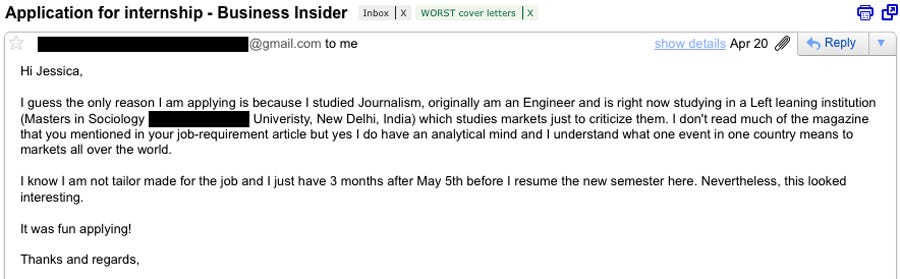 Application for internship - Business Insider Inbox X WORST cover letters X
@gmail.com to me show details Apr 20 Reply
Hi Jessica,
I guess the only reason I am applying is because I studied Journalism, originally am an Engineer and is right now studying in a Left leaning institution
(Masters in Sociology Univeristy, New Delhi, India) which studies markets just to criticize them. I don't read much of the magazine
that you mentioned in your job-requirement article but yes I do have an analytical mind and I understand what one event in one country means to
markets all over the world.
I know I am not tailor made for the job and I just have 3 months after May 5th before I resume the new semester here. Nevertheless, this looked
interesting.
It was fun applying!
Thanks and regards,